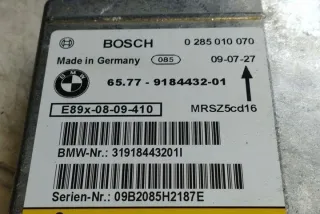 BOSCH 0 285 010 070
Made in Germany 085 09-07-27
BMW 65.77 - 9184432-01
E89x-08-09-410 MRSZ5cd16
BMW-Nr.: 31918443201I
Serien-Nr.: 09B2085H2187E